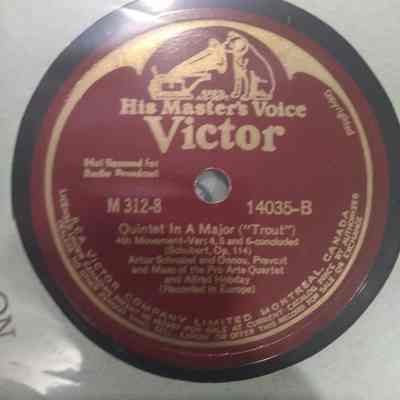 His Master's Voice
Victor
Copyrighted
Not licensed for
Radio Broadcast
M 312-8
14035-B
Quintet In A Major ("Trout")
4th Movement-Var: 4, 5 and 6-concluded
(Schubert, Op. 114)
Artur Schnabel and Onnou, Prevost
and Maas of the Pro Arte Quartet
and Alfred Hobday
(Recorded in Europe)
R.C.A. VICTOR COMPANY LIMITED MONTREAL, CANADA
ON